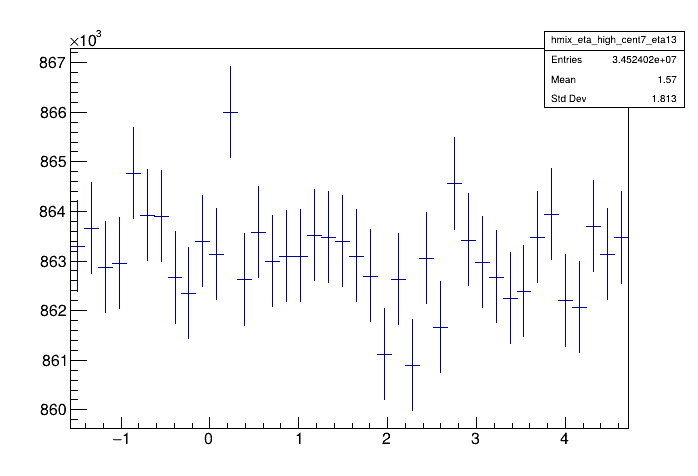 ×10³
hmix_eta_high_cent7_eta13
Entries 3.452402e+07
Mean 1.57
Std Dev 1.813
867
866
865
864
863
862
861
860
−1 0 1 2 3 4